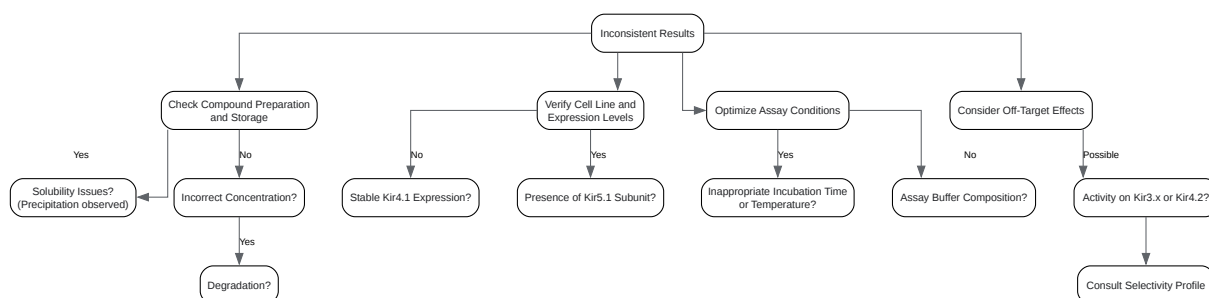 Inconsistent Results
Check Compound Preparation
and Storage
Verify Cell Line and
Expression Levels
Optimize Assay Conditions
Consider Off-Target Effects
Yes
No
No
Yes
Yes
No
Possible
Solubility Issues?
(Precipitation observed)
Incorrect Concentration?
Stable Kir4.1 Expression?
Presence of Kir5.1 Subunit?
Inappropriate Incubation Time
or Temperature?
Assay Buffer Composition?
Activity on Kir3.x or Kir4.2?
Yes
Degradation?
Consult Selectivity Profile